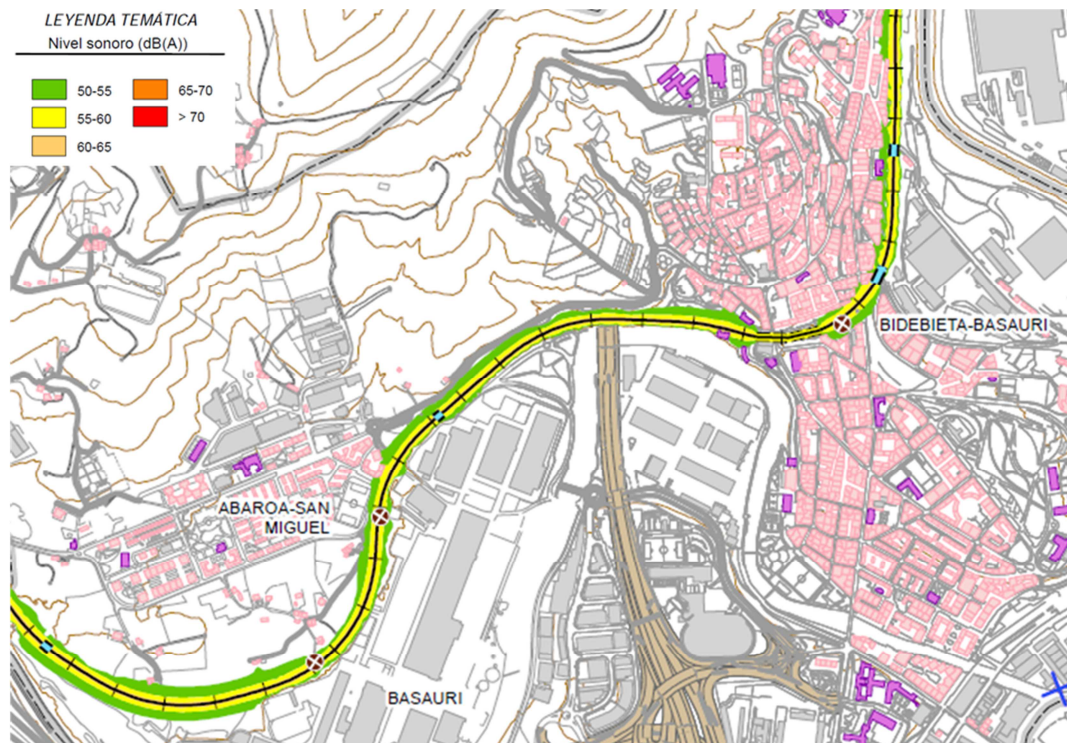 LEYENDA TEMÁTICA
Nivel sonoro (dB(A))
50-55
65-70
55-60
> 70
60-65
BIDEBIETA-BASAURI
ABAROA-SAN
MIGUEL
BASAURI